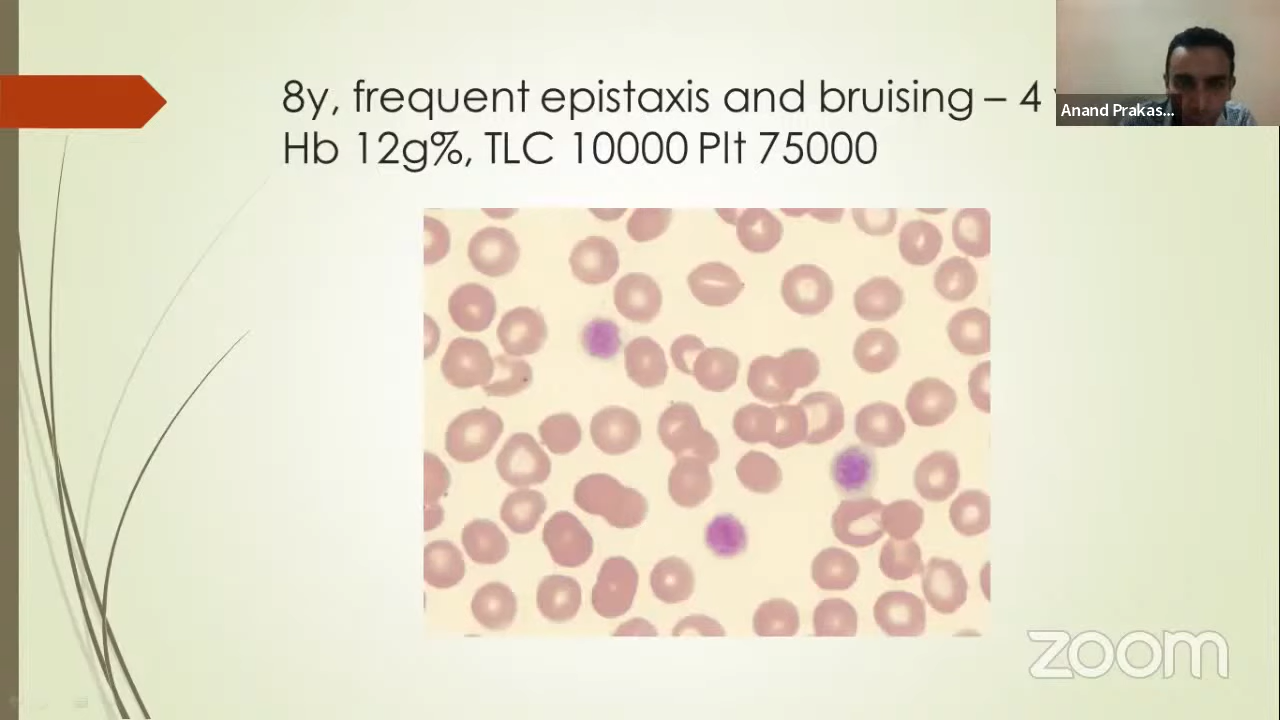 8y, frequent epistaxis and bruising – 4
Hb 12g%, TLC 10000 Plt 75000
Anand Prakas...
zoom